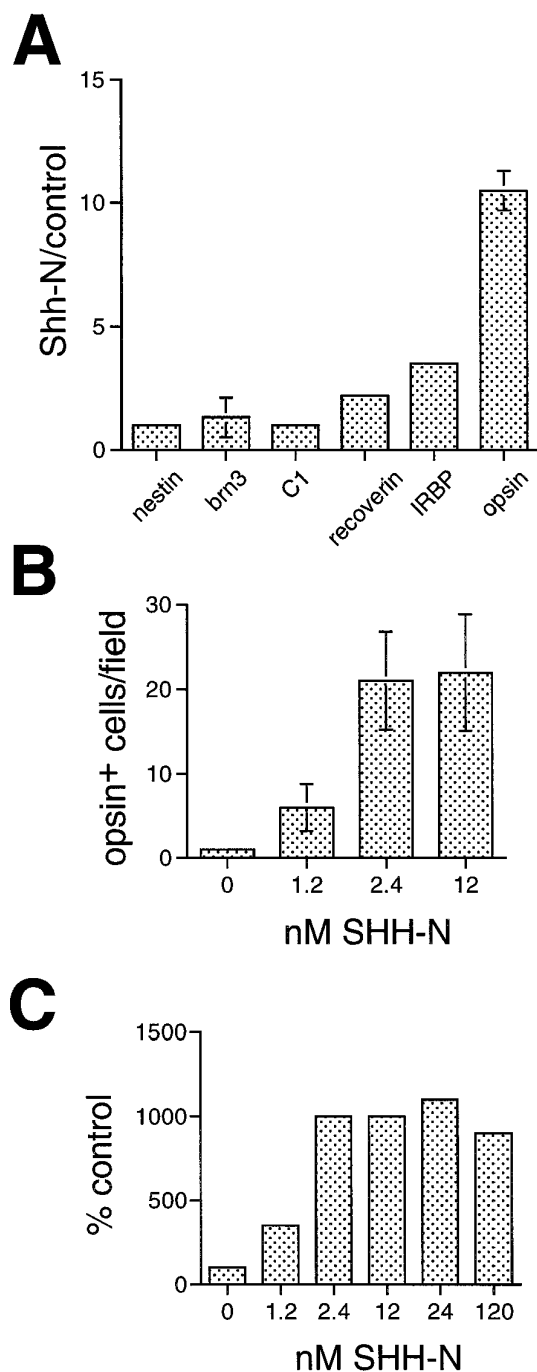 A
Shh-N/control
15
10
5
0
nestin
brn3
C1
recoverin
IRBP
opsin
B
opsin+ cells/field
30
20
10
0
0 1.2 2.4 12
nM SHH-N
C
% control
1500
1000
500
0
0 1.2 2.4 12 24 120
nM SHH-N